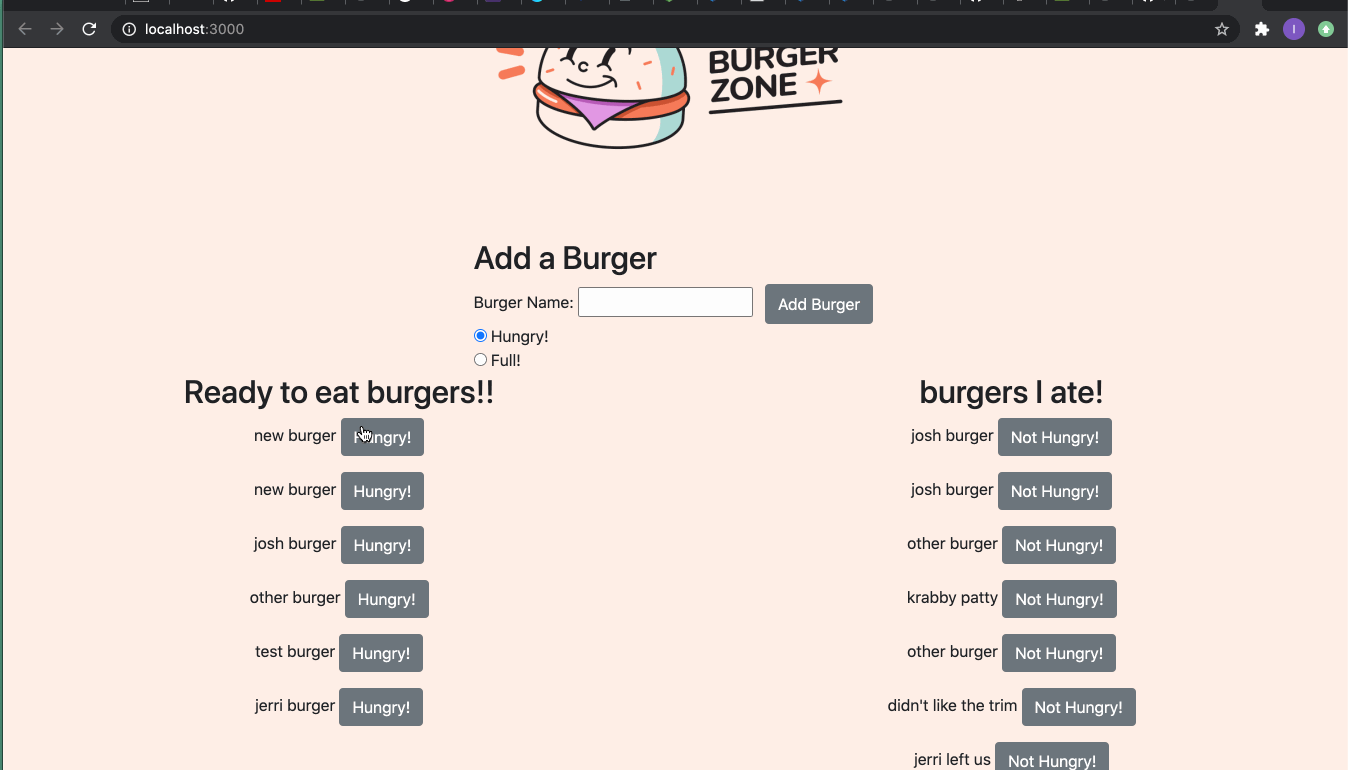 localhost:3000
I
BURGER
ZONE
Add a Burger
Burger Name:
Add Burger
Hungry!
Full!
Ready to eat burgers!!
new burger Hungry!
new burger Hungry!
josh burger Hungry!
other burger Hungry!
test burger Hungry!
jerri burger Hungry!
burgers I ate!
josh burger Not Hungry!
josh burger Not Hungry!
other burger Not Hungry!
krabby patty Not Hungry!
other burger Not Hungry!
didn't like the trim Not Hungry!
jerri left us Not Hungry!